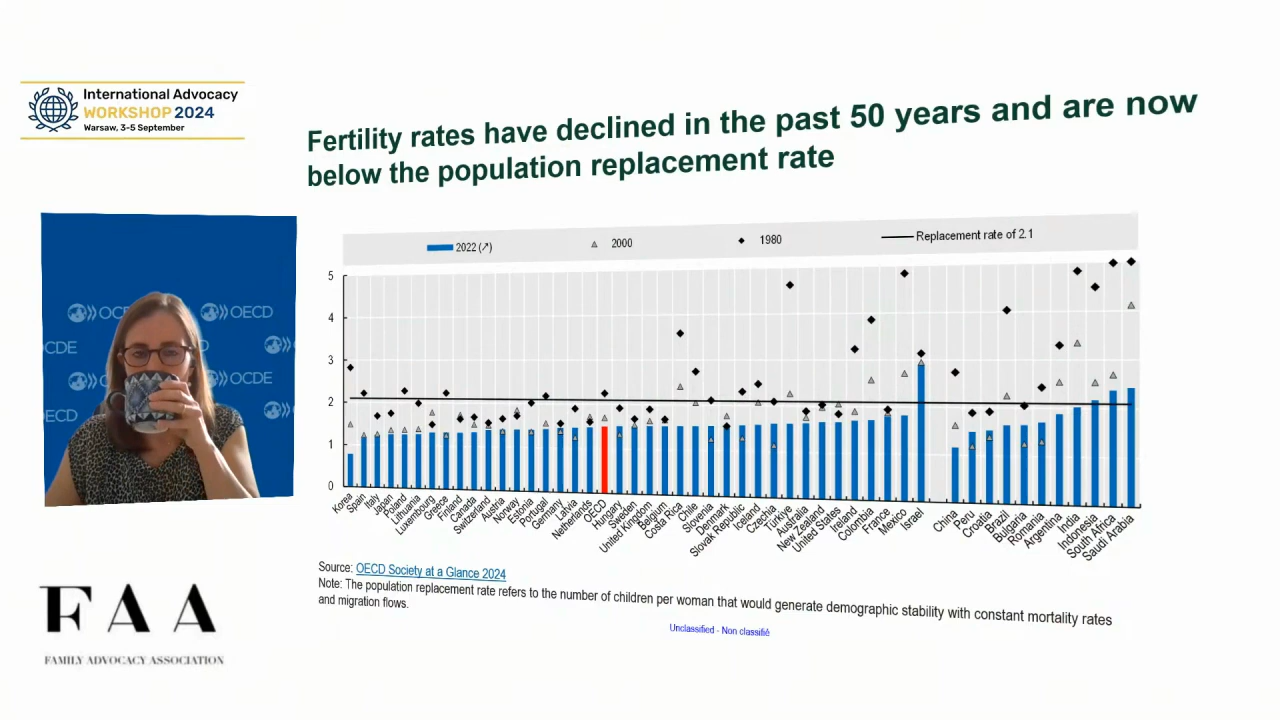 International Advocacy
WORKSHOP 2024
Warsaw, 3-5 September
Fertility rates have declined in the past 50 years and are now
below the population replacement rate
2022 (↗)
2000
1980
Replacement rate of 2.1
5
4
3
2
1
0
Korea
Spain
Italy
Japan
Poland
Lithuania
Luxembourg
Greece
Finland
Canada
Switzerland
Austria
Norway
Estonia
Portugal
Germany
Latvia
Netherlands
OECD
Hungary
Sweden
United Kingdom
Belgium
Costa Rica
Chile
Slovenia
Denmark
Slovak Republic
Iceland
Czechia
Türkiye
Australia
New Zealand
United States
Ireland
Colombia
France
Mexico
Israel
China
Peru
Croatia
Brazil
Bulgaria
Romania
Argentina
India
Indonesia
South Africa
Saudi Arabia
OECD
CDE
OCDE
OECD
Source: OECD Society at a Glance 2024
Note: The population replacement rate refers to the number of children per woman that would generate demographic stability with constant mortality rates
and migration flows.
Unclassified - Non classifié
FAA
FAMILY ADVOCACY ASSOCIATION